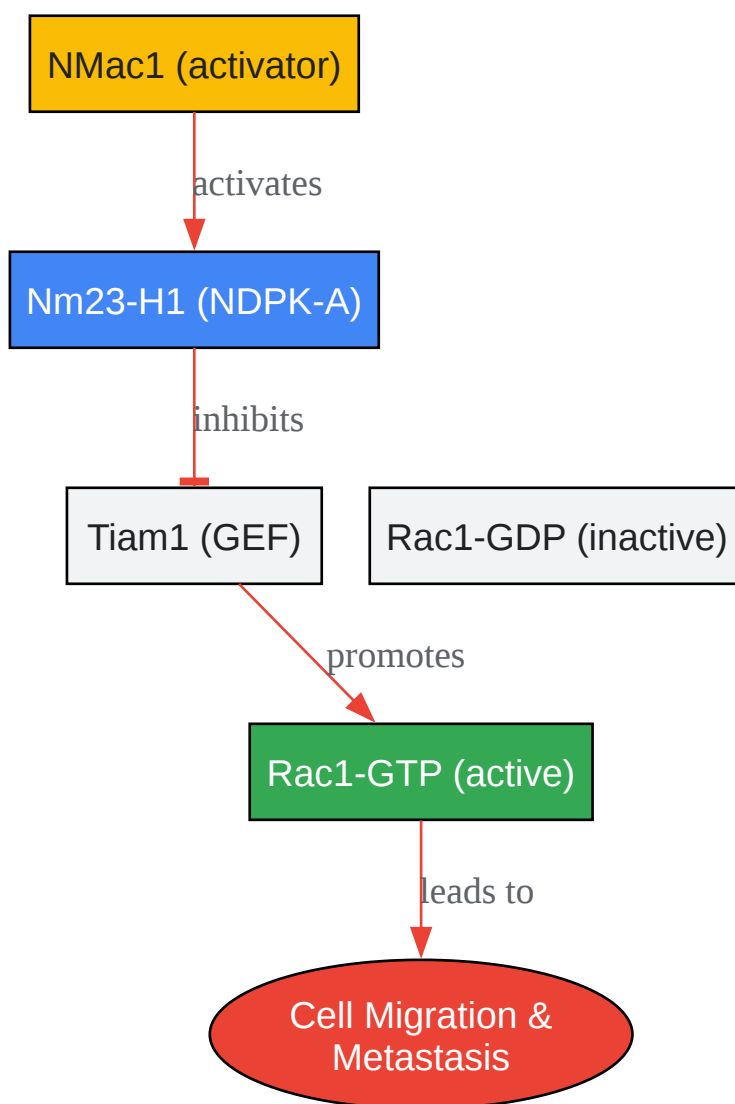 NMac1 (activator)
activates
Nm23-H1 (NDPK-A)
inhibits
Tiam1 (GEF)
Rac1-GDP (inactive)
promotes
Rac1-GTP (active)
leads to
Cell Migration &
Metastasis